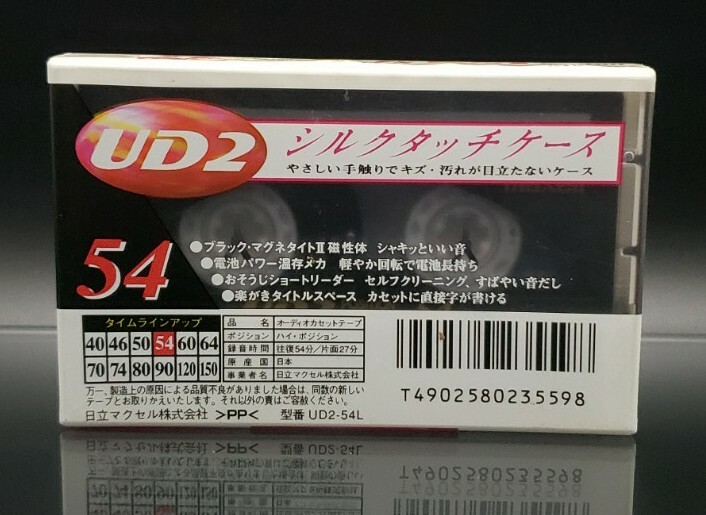 UD2
シルクタッチケース
やさしい手触りでキズ・汚れが目立たないケース
54
●ブラック・マグネタイトII磁性体 シャキッといい音
●電池パワー温存メカ 軽やか回転で電池長持ち
●おそうじショートリーダー セルフクリーニング、すばやい音だし
●楽がきタイトルスペース カセットに直接字が書ける
タイムラインアップ
40 46 50 54 60 64
70 74 80 90 120 150
品名 オーディオカセットテープ
ポジション ハイ・ポジション
録音時間 往復54分/片面27分
原産国 日本
事業者名 日立マクセル株式会社
万一、製造上の原因による品質不良がありました場合は、同数の新しい
テープとお取りかえいたします。それ以外の責はご容赦ください。
日立マクセル株式会社 >PP< 型番 UD2-54L
T4902580235598